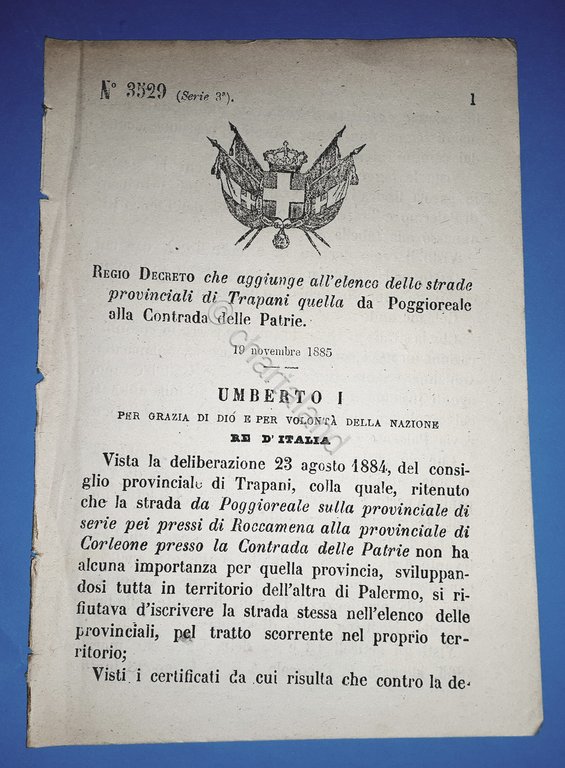 N° 3529 (Serie 3ª).
1
REGIO DECRETO che aggiunge all'elenco delle strade
provinciali di Trapani quella da Poggioreale
alla Contrada delle Patrie.
19 novembre 1885
UMBERTO I
PER GRAZIA DI DIO E PER VOLONTÀ DELLA NAZIONE
RE D'ITALIA
Vista la deliberazione 23 agosto 1884, del consi-
glio provinciale di Trapani, colla quale, ritenuto
che la strada da Poggioreale sulla provinciale di
serie pei pressi di Roccamena alla provinciale di
Corleone presso la Contrada delle Patrie non ha
alcuna importanza per quella provincia, sviluppan-
dosi tutta in territorio dell'altra di Palermo, si ri-
fiutava d'iscrivere la strada stessa nell'elenco delle
provinciali, pel tratto scorrente nel proprio ter-
ritorio;
Visti i certificati da cui risulta che contro la de-
© chartaland